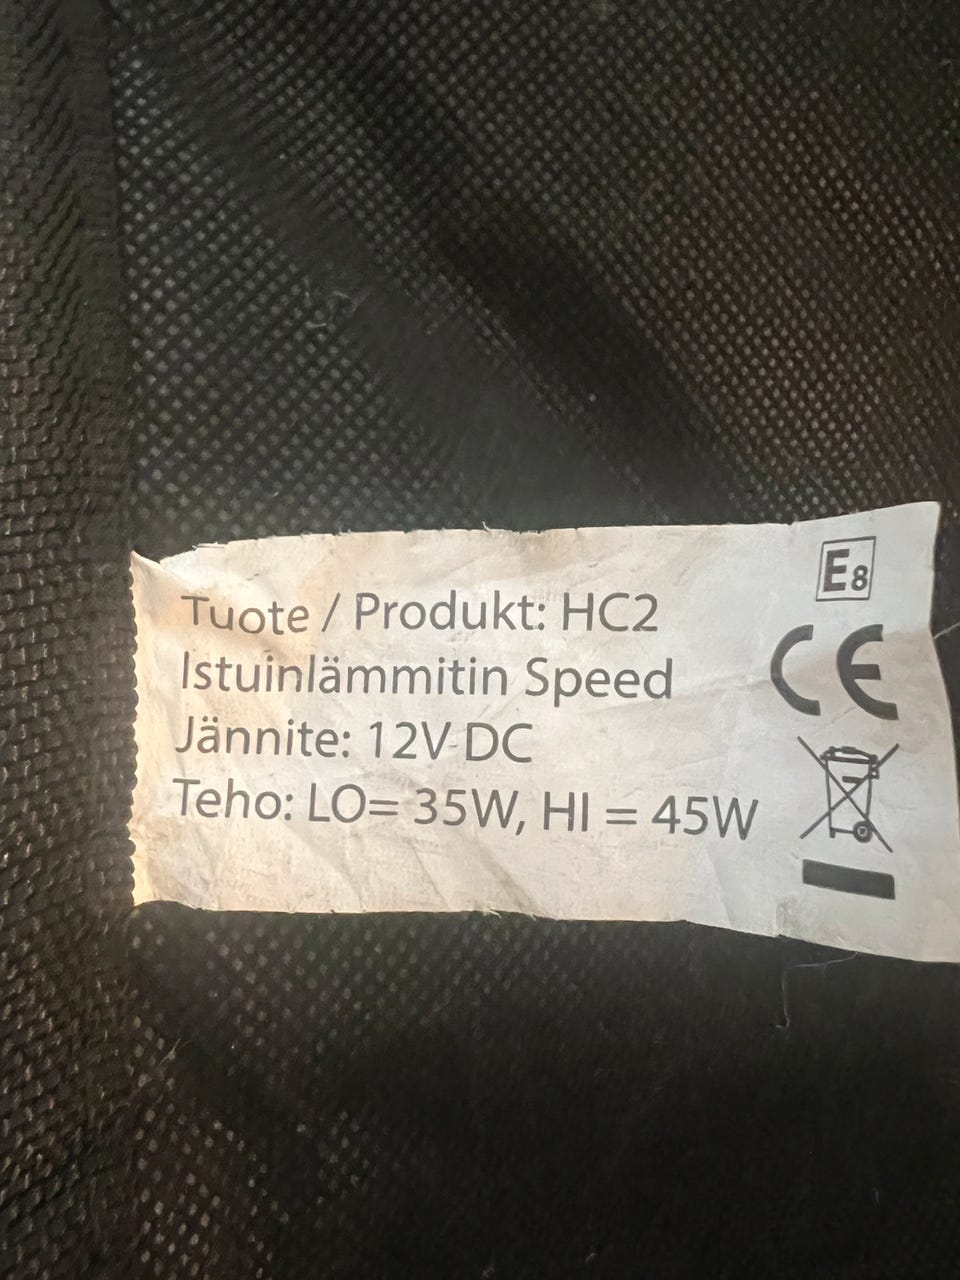 E8
Tuote / Produkt: HC2
Istuinlämmitin Speed
Jännite: 12V DC
Teho: LO= 35W, HI = 45W
CE